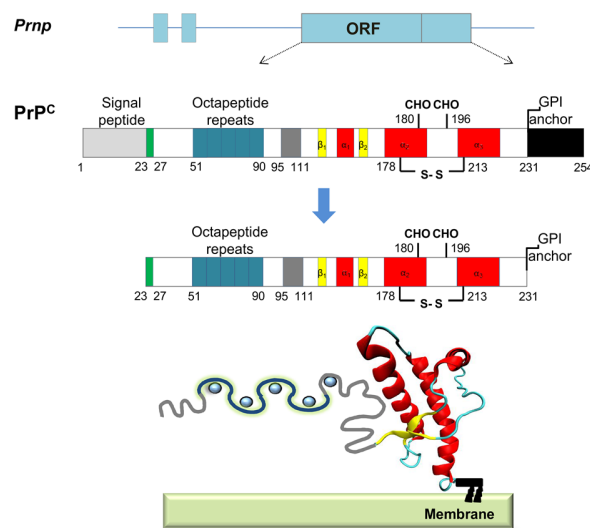 Prnp
ORF
PrPC
Signal
peptide
Octapeptide
repeats
CHO CHO
180 196
GPI
anchor
β1 α1 β2 α2 α3
1 23 27 51 90 95 111 178 213 231 254
S- S
Octapeptide
repeats
CHO CHO
180 196
GPI
anchor
β1 α1 β2 α2 α3
23 27 51 90 95 111 178 213 231
S- S
Membrane